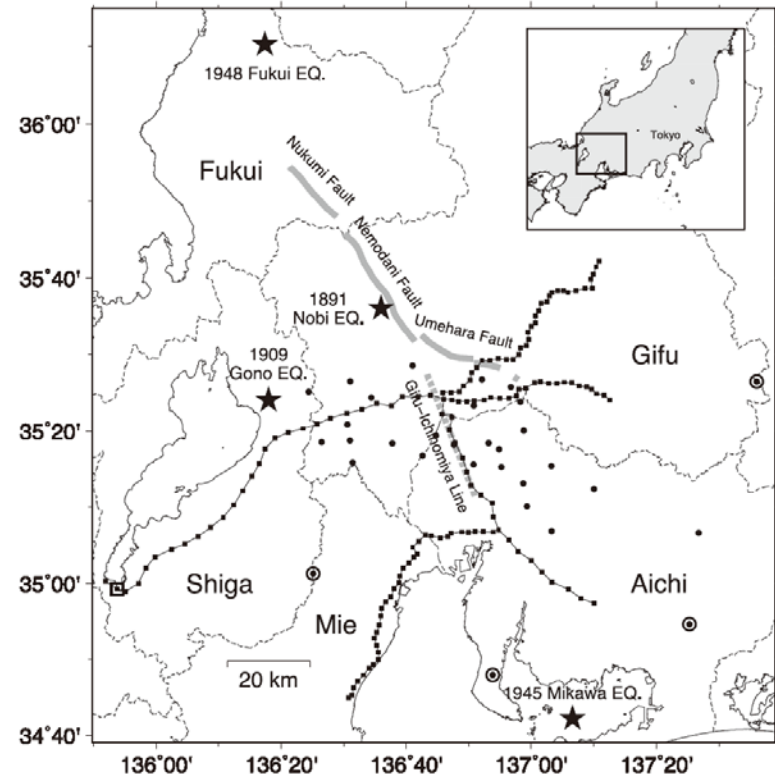 1948 Fukui EQ.
36°00'
Fukui
Nukumi Fault
Tokyo
35°40'
Nemodani Fault
1891
Nobi EQ.
Umehara Fault
Gifu
1909
Gono EQ.
35°20'
Gifu-Ichinomiya Line
35°00'
Shiga
Aichi
Mie
20 km
1945 Mikawa EQ.
34°40'
136°00'
136°20'
136°40'
137°00'
137°20'